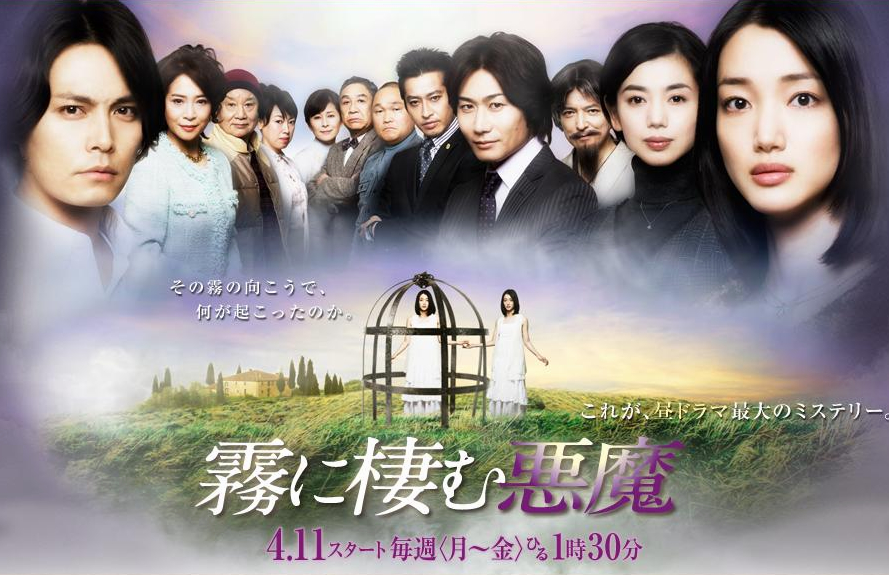 その霧の向こうで、
何が起こったのか。
これが、昼ドラマ最大のミステリー。
霧に棲む悪魔
4.11スタート毎週〈月〜金〉ひる1時30分